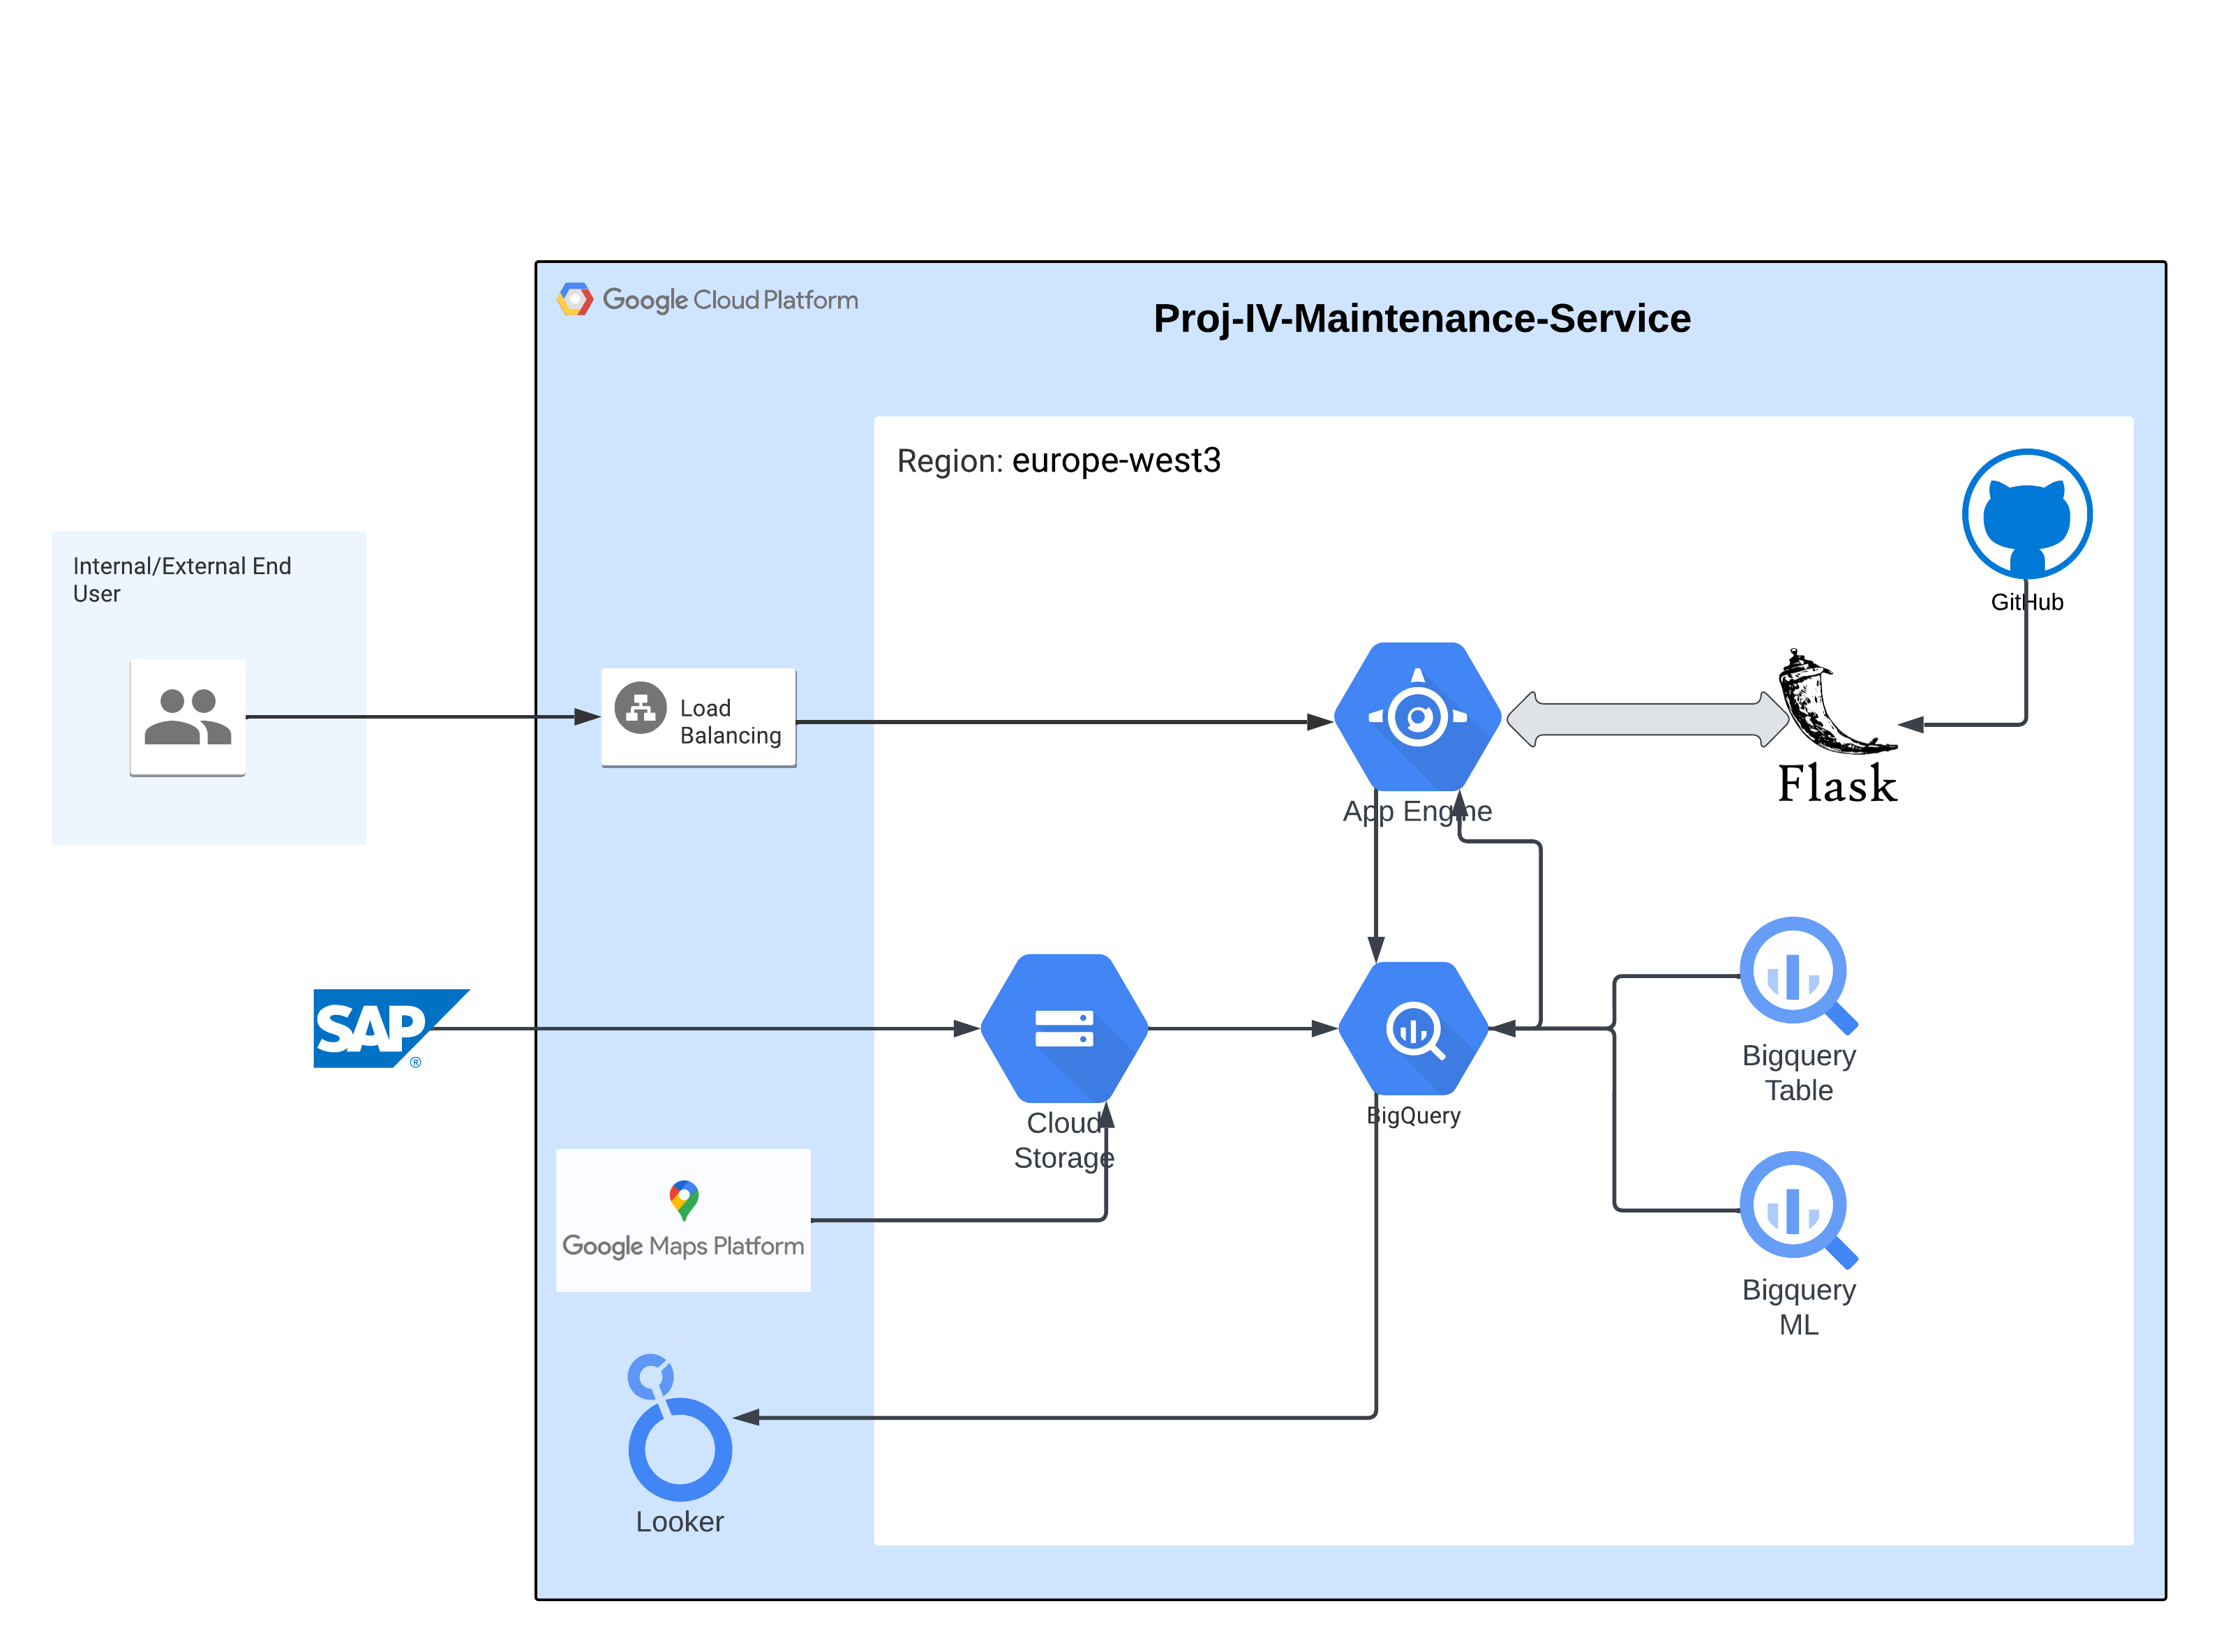 Google Cloud Platform
Proj-IV-Maintenance-Service
Region: europe-west3
Internal/External End
User
GitHub
Load
Balancing
App Engine
Flask
SAP
®
Cloud
Storage
BigQuery
Bigquery
Table
Google Maps Platform
Bigquery
ML
Looker